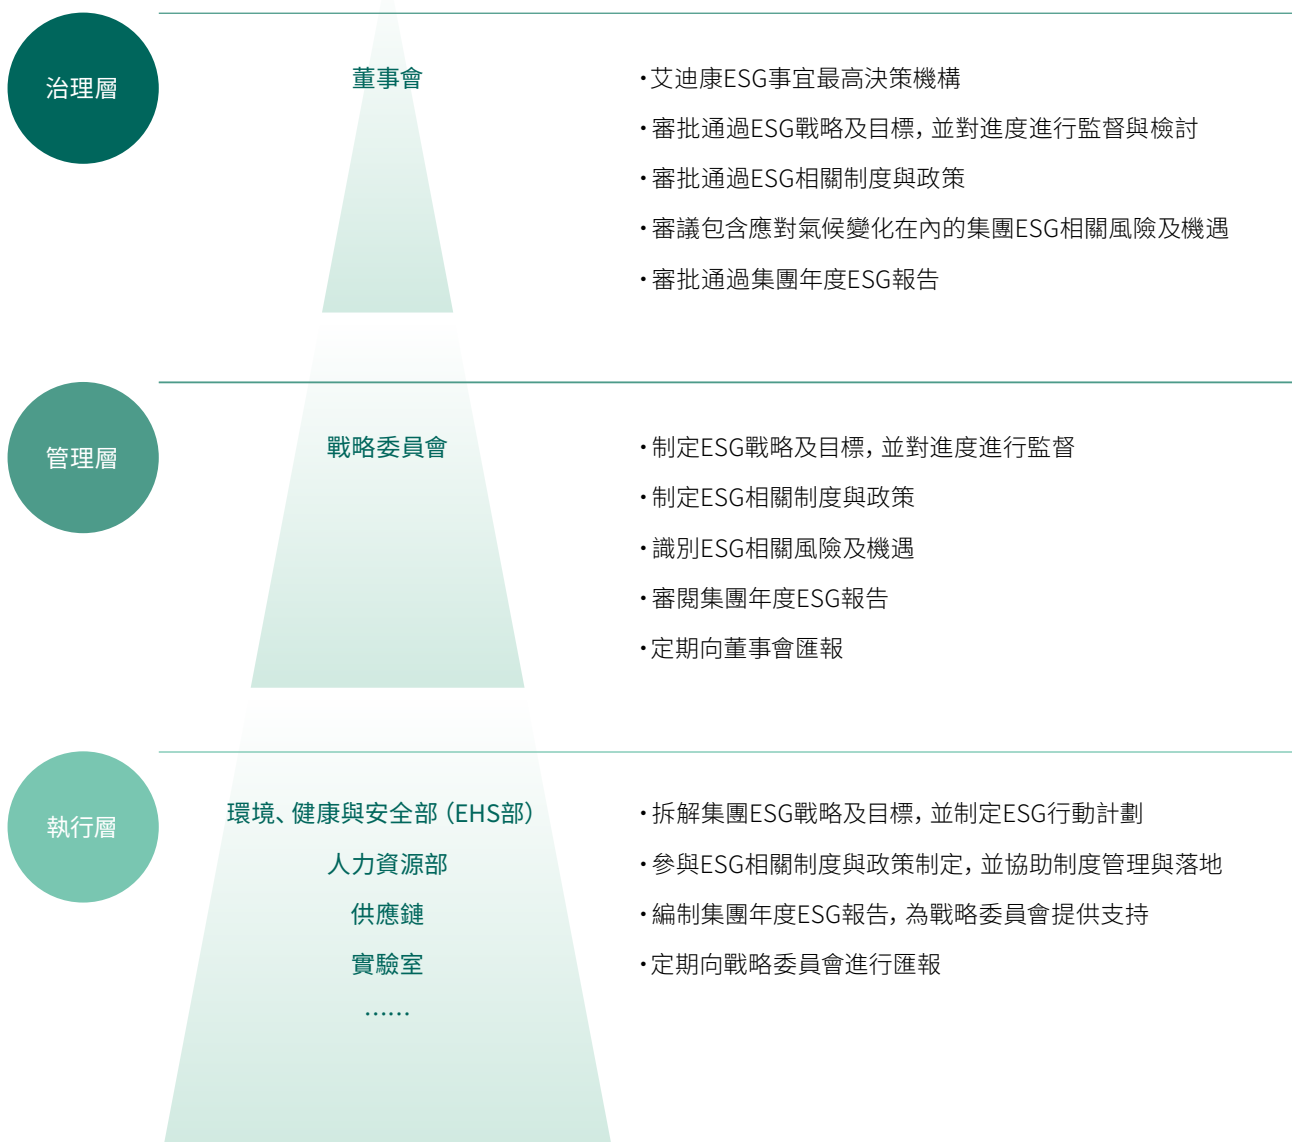 治理層
董事會
・艾迪康ESG事宜最高決策機構
・審批通過ESG戰略及目標，並對進度進行監督與檢討
・審批通過ESG相關制度與政策
・審議包含應對氣候變化在內的集團ESG相關風險及機遇
・審批通過集團年度ESG報告
管理層
戰略委員會
・制定ESG戰略及目標，並對進度進行監督
・制定ESG相關制度與政策
・識別ESG相關風險及機遇
・審閱集團年度ESG報告
・定期向董事會匯報
執行層
環境、健康與安全部（EHS部）
人力資源部
供應鏈
實驗室
……
・拆解集團ESG戰略及目標，並制定ESG行動計劃
・參與ESG相關制度與政策制定，並協助制度管理與落地
・編制集團年度ESG報告，為戰略委員會提供支持
・定期向戰略委員會進行匯報